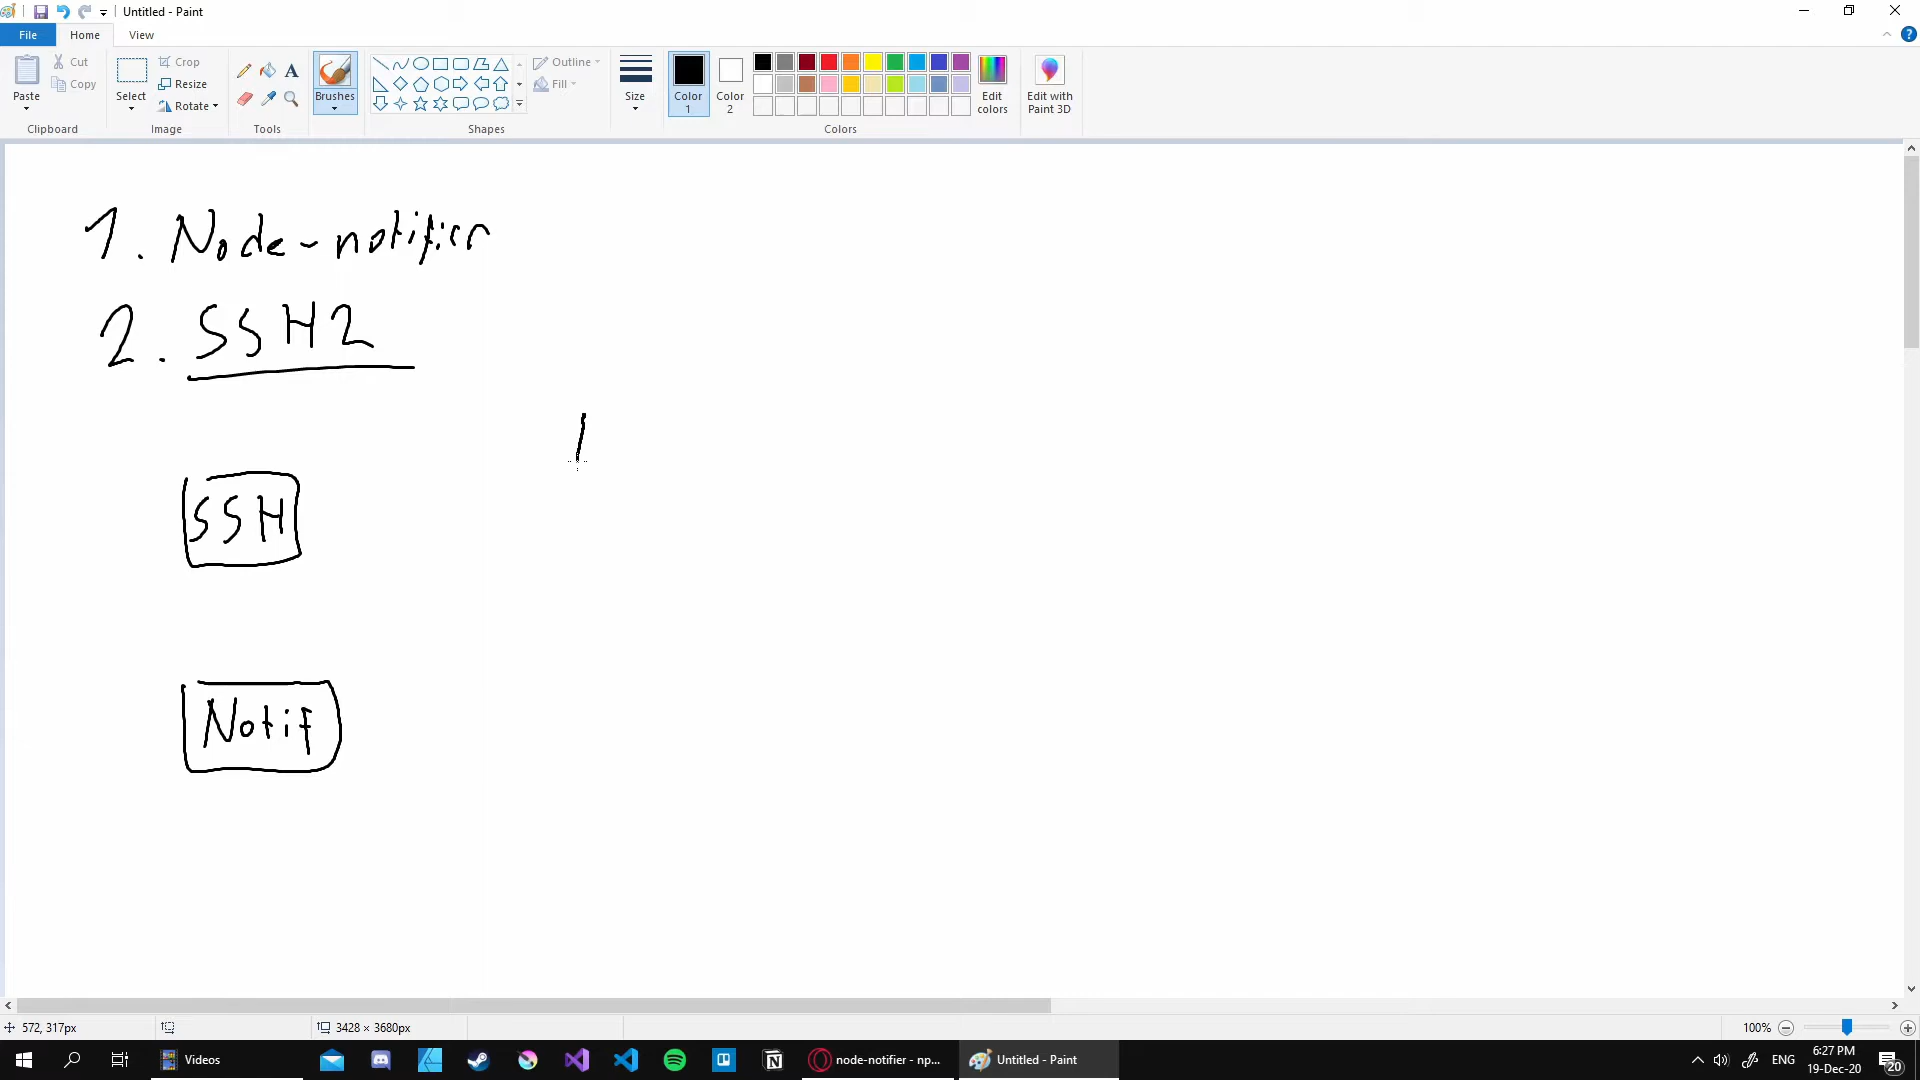 Untitled - Paint
File Home View
Cut
Copy
Paste
Clipboard
Select
Crop
Resize
Rotate
Image
Tools
Brushes
Outline
Fill
Shapes
Size
Color 1
Color 2
Edit colors
Edit with Paint 3D
Colors
1. Node-notifier
2. SSH2
SSH
Notif
572, 317px
3428 × 3680px
100%
Videos
node-notifier - np...
Untitled - Paint
ENG
6:27 PM
19-Dec-20
20